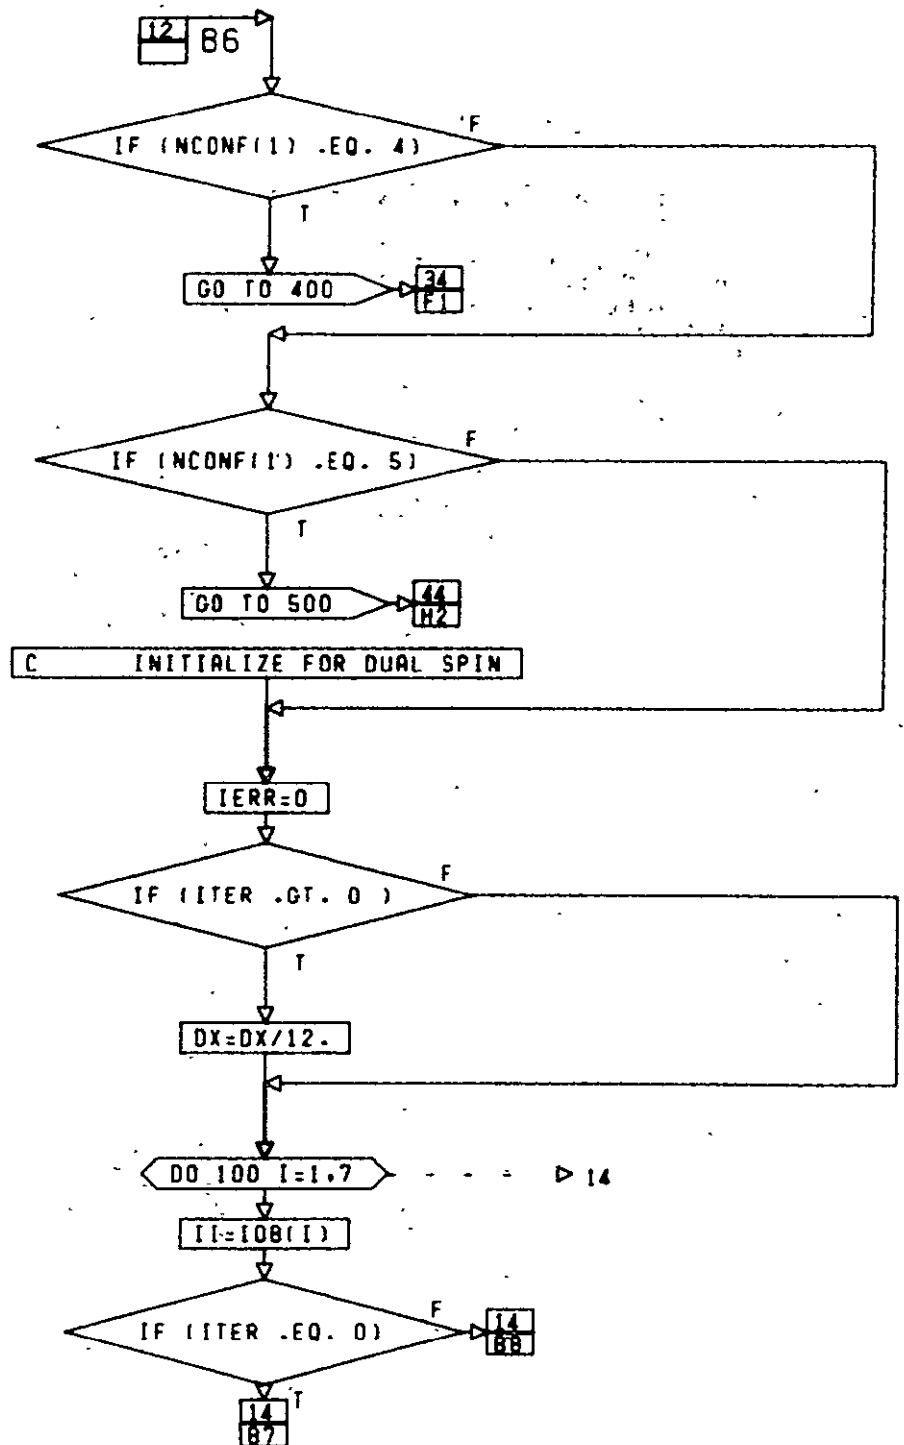 12 B6
IF (NCONF(1) .EQ. 4)
F
T
GO TO 400
34
F1
IF (NCONF(1) .EQ. 5)
F
T
GO TO 500
44
H2
C INITIALIZE FOR DUAL SPIN
IERR=0
IF (ITER .GT. 0 )
F
T
DX=DX/12.
DO 100 I=1,7
14
II=IOB(I)
IF (ITER .EQ. 0)
F
14
B8
T
14
B7